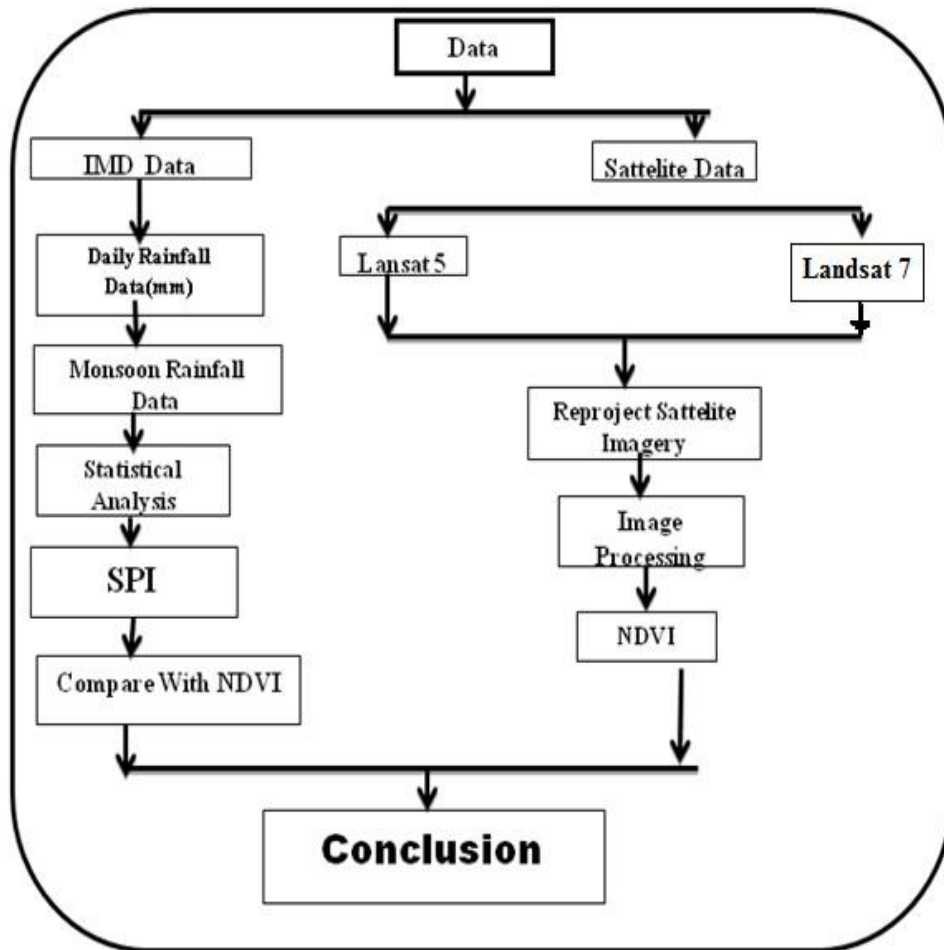 Data
IMD Data
Sattelite Data
Daily Rainfall
Data(mm)
Lansat 5
Landsat 7
Monsoon Rainfall
Data
Reproject Sattelite
Imagery
Statistical
Analysis
Image
Processing
SPI
NDVI
Compare With NDVI
Conclusion